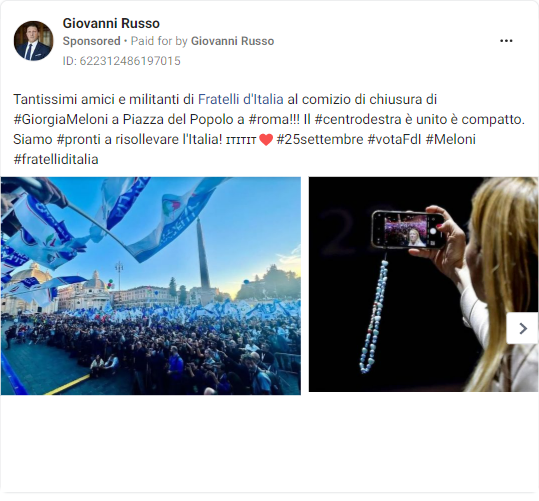 Giovanni Russo
Sponsored • Paid for by Giovanni Russo
ID: 622312486197015
Tantissimi amici e militanti di Fratelli d'Italia al comizio di chiusura di
#GiorgiaMeloni a Piazza del Popolo a #roma!!! Il #centrodestra è unito è compatto.
Siamo #pronti a risollevare l'Italia! ɪᴛɪᴛɪᴛ ❤️ #25settembre #votaFdI #Meloni
#fratelliditalia